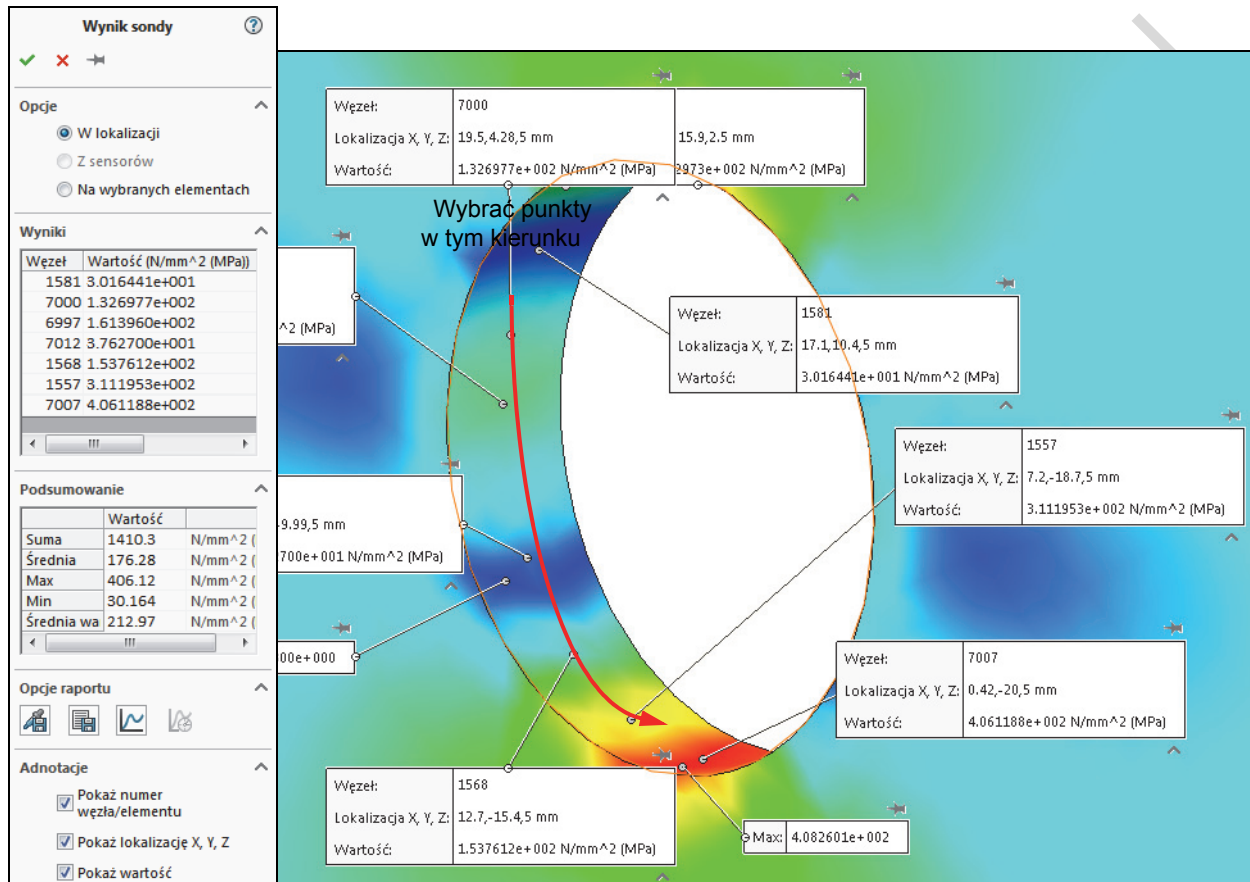 Wynik sondy
Opcje
W lokalizacji
Z sensorów
Na wybranych elementach
Wyniki
Węzeł Wartość (N/mm^2 (MPa))
1581 3.016441e+001
7000 1.326977e+002
6997 1.613960e+002
7012 3.762700e+001
1568 1.537612e+002
1557 3.111953e+002
7007 4.061188e+002
Podsumowanie
Wartość
Suma 1410.3 N/mm^2 (
Średnia 176.28 N/mm^2 (
Max 406.12 N/mm^2 (
Min 30.164 N/mm^2 (
Średnia wa 212.97 N/mm^2 (
Opcje raportu
Adnotacje
Pokaż numer
węzła/elementu
Pokaż lokalizację X, Y, Z
Pokaż wartość
Węzeł: 7000
Lokalizacja X, Y, Z: 19.5,4.28,5 mm
Wartość: 1.326977e+002 N/mm^2 (MPa)
15.9,2.5 mm
2973e+002 N/mm^2 (MPa)
Wybrać punkty
w tym kierunku
^2 (MPa)
Węzeł: 1581
Lokalizacja X, Y, Z: 17.1,10.4,5 mm
Wartość: 3.016441e+001 N/mm^2 (MPa)
Węzeł: 1557
Lokalizacja X, Y, Z: 7.2,-18.7,5 mm
Wartość: 3.111953e+002 N/mm^2 (MPa)
9.99,5 mm
700e+001 N/mm^2 (MPa)
00e+000
Węzeł: 7007
Lokalizacja X, Y, Z: 0.42,-20,5 mm
Wartość: 4.061188e+002 N/mm^2 (MPa)
Węzeł: 1568
Lokalizacja X, Y, Z: 12.7,-15.4,5 mm
Wartość: 1.537612e+002 N/mm^2 (MPa)
Max: 4.082601e+002